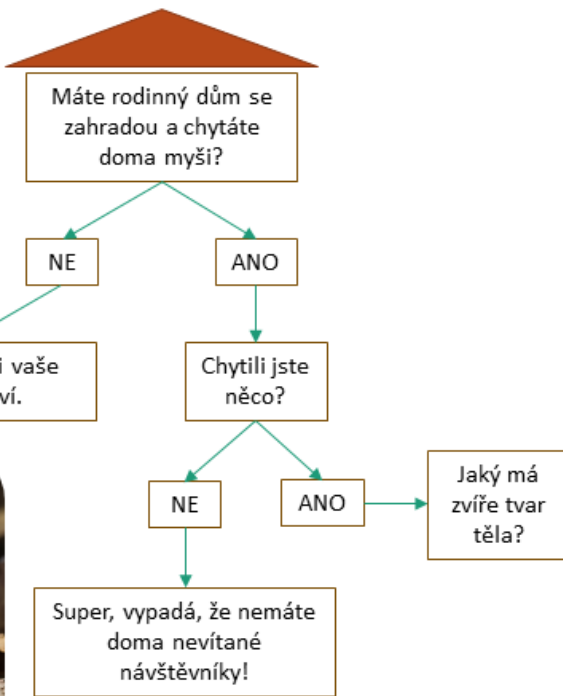 Máte rodinný dům se
zahradou a chytáte
doma myši?
NE
ANO
i vaše
ví.
Chytili jste
něco?
NE
ANO
Jaký má
zvíře tvar
těla?
Super, vypadá, že nemáte
doma nevítané
návštěvníky!